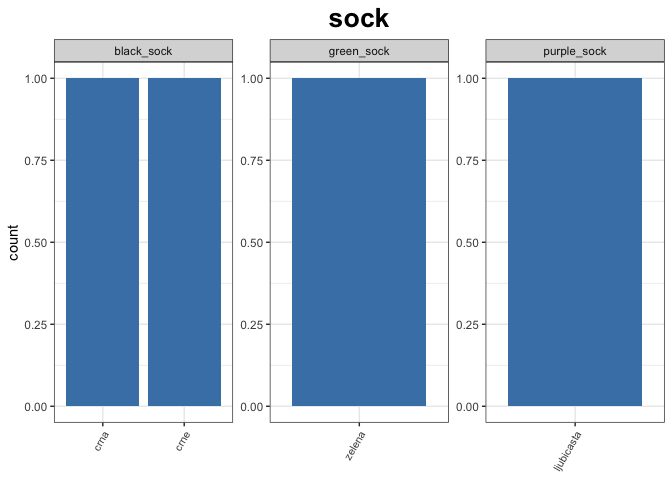 sock
black_sock green_sock purple_sock
count
1.00 1.00 1.00
0.75 0.75 0.75
0.50 0.50 0.50
0.25 0.25 0.25
0.00 0.00 0.00
crna crne zelena ljubicasta